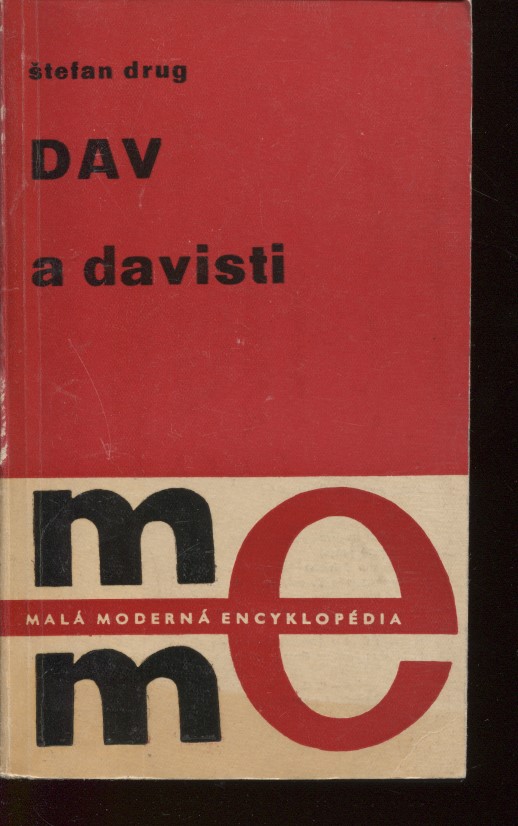 štefan drug
DAV
a davisti
m
e
MALÁ MODERNÁ ENCYKLOPÉDIA
m